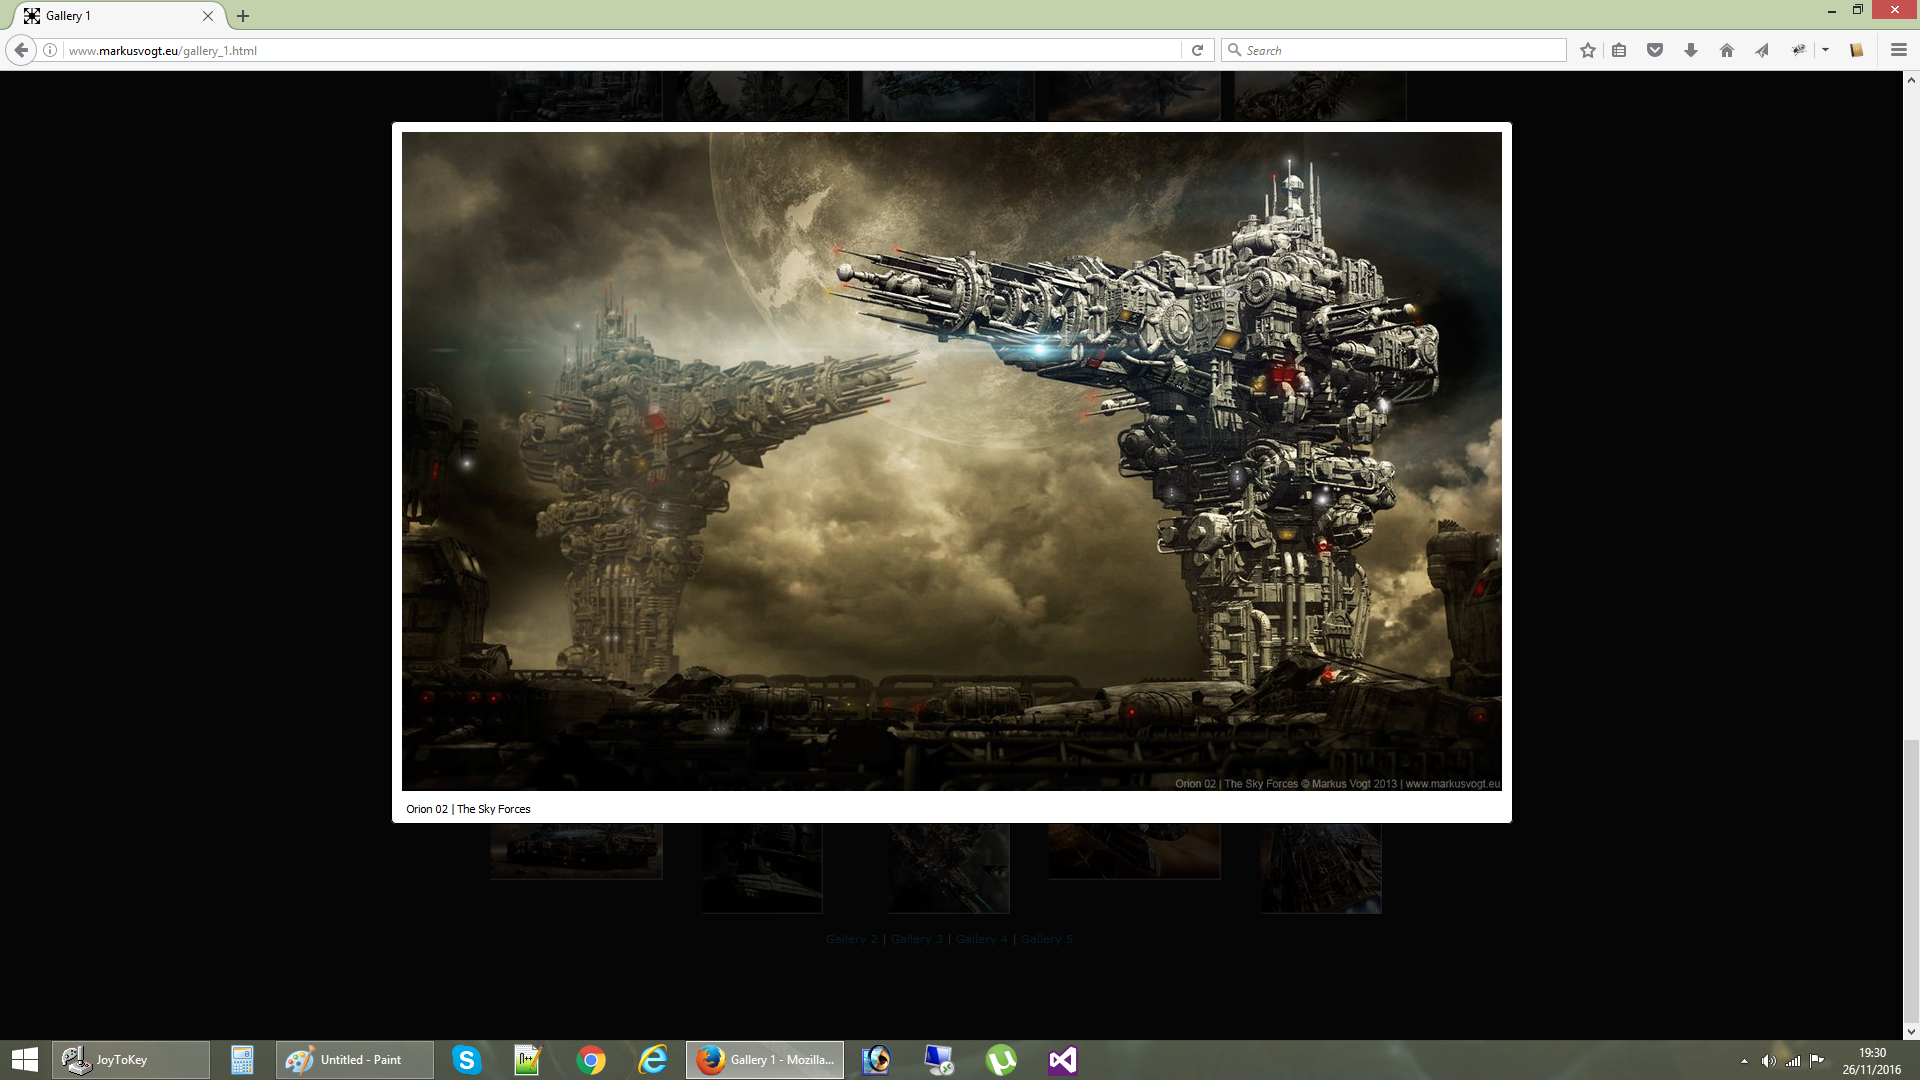 Gallery 1
www.markusvogt.eu/gallery_1.html
Search
Orion 02 | The Sky Forces © Markus Vogt 2013 | www.markusvogt.eu
Orion 02 | The Sky Forces
Gallery 2 | Gallery 3 | Gallery 4 | Gallery 5
JoyToKey
Untitled - Paint
Gallery 1 - Mozilla...
19:30
26/11/2016